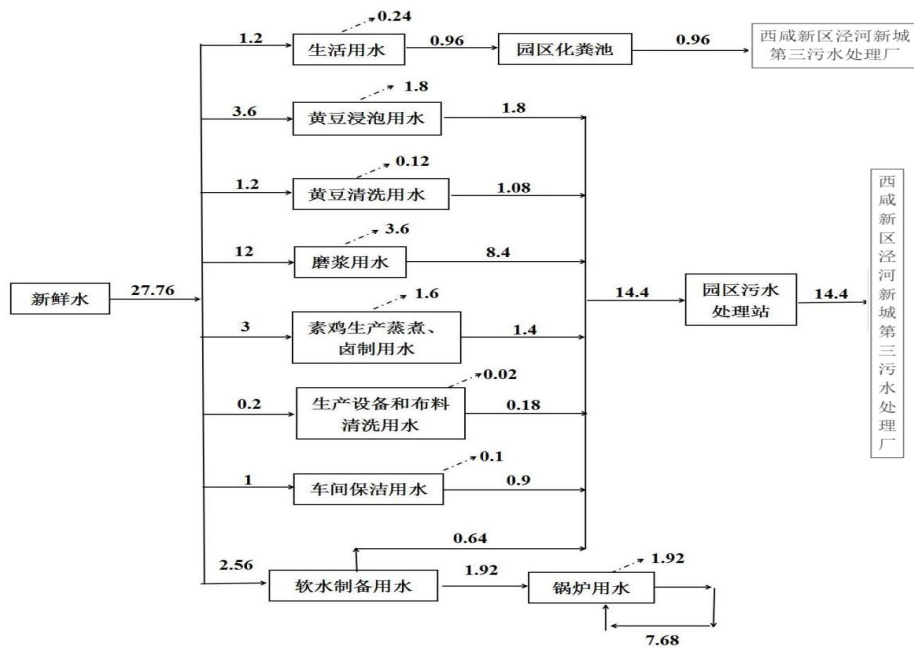 0.24
1.2
生活用水
0.96
园区化粪池
0.96
西咸新区泾河新城
第三污水处理厂
1.8
3.6
黄豆浸泡用水
1.8
0.12
1.2
黄豆清洗用水
1.08
3.6
12
磨浆用水
8.4
新鲜水
27.76
1.6
3
素鸡生产蒸煮、
卤制用水
1.4
14.4
园区污水
处理站
14.4
西咸新区泾河新城第三污水处理厂
0.02
0.2
生产设备和布料
清洗用水
0.18
0.1
1
车间保洁用水
0.9
0.64
2.56
软水制备用水
1.92
1.92
锅炉用水
7.68